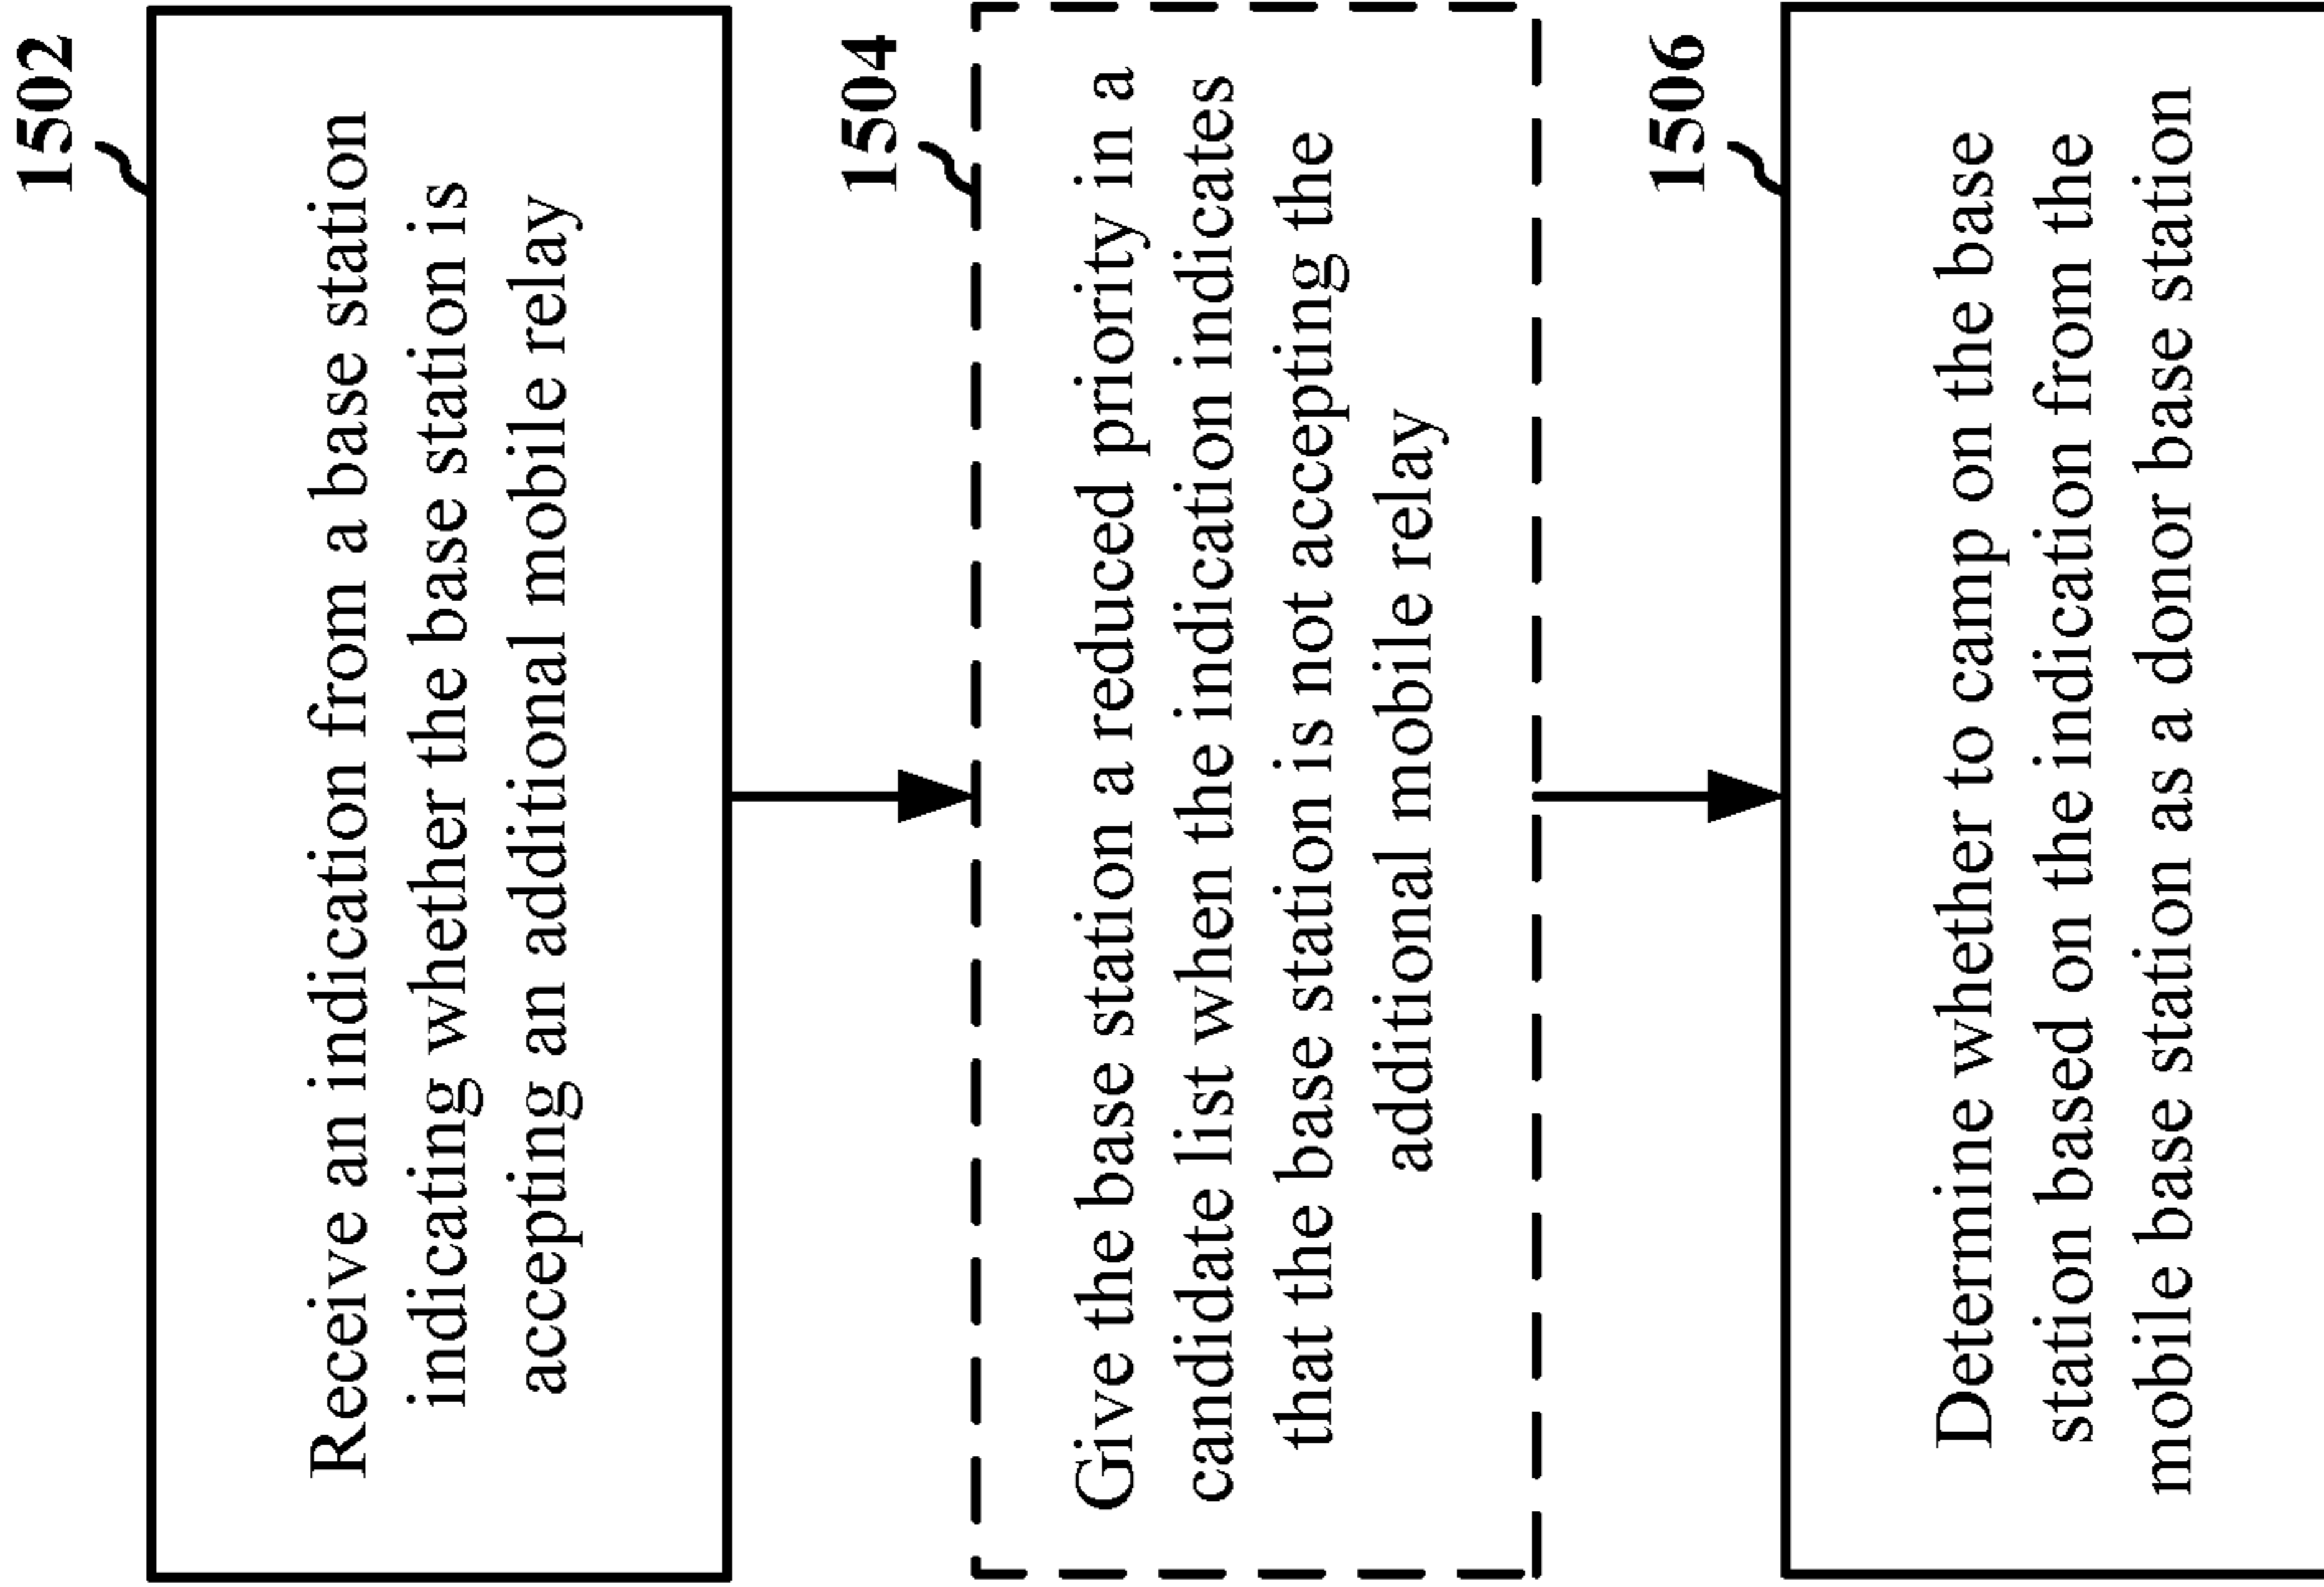 1502
Receive an indication from a base station
indicating whether the base station is
accepting an additional mobile relay
1504
Give the base station a reduced priority in a
candidate list when the indication indicates
that the base station is not accepting the
additional mobile relay
1506
Determine whether to camp on the base
station based on the indication from the
mobile base station as a donor base station